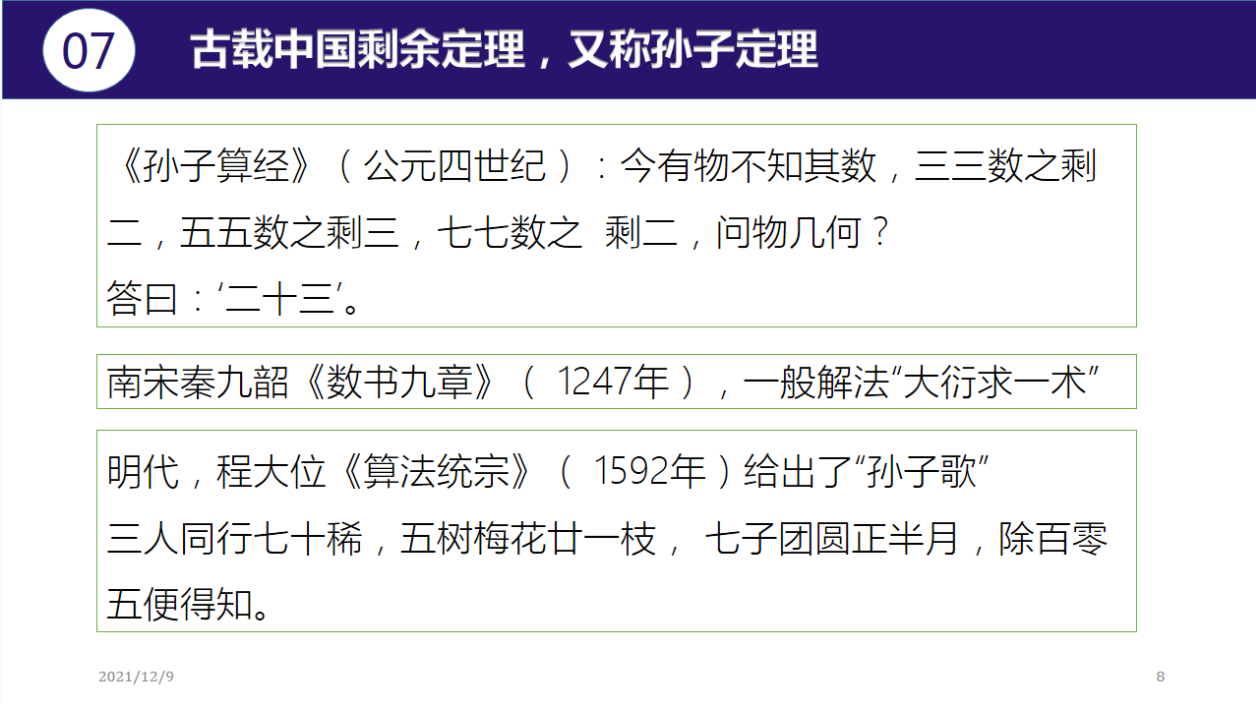 07
古载中国剩余定理，又称孙子定理
《孙子算经》（ 公元四世纪 ）：今有物不知其数，三三数之剩
二，五五数之剩三，七七数之 剩二，问物几何？
答曰：‘二十三’。
南宋秦九韶《数书九章》（ 1247年 ），一般解法“大衍求一术”
明代，程大位《算法统宗》（ 1592年 ）给出了“孙子歌”
三人同行七十稀，五树梅花廿一枝， 七子团圆正半月，除百零
五便得知。
2021/12/9
8